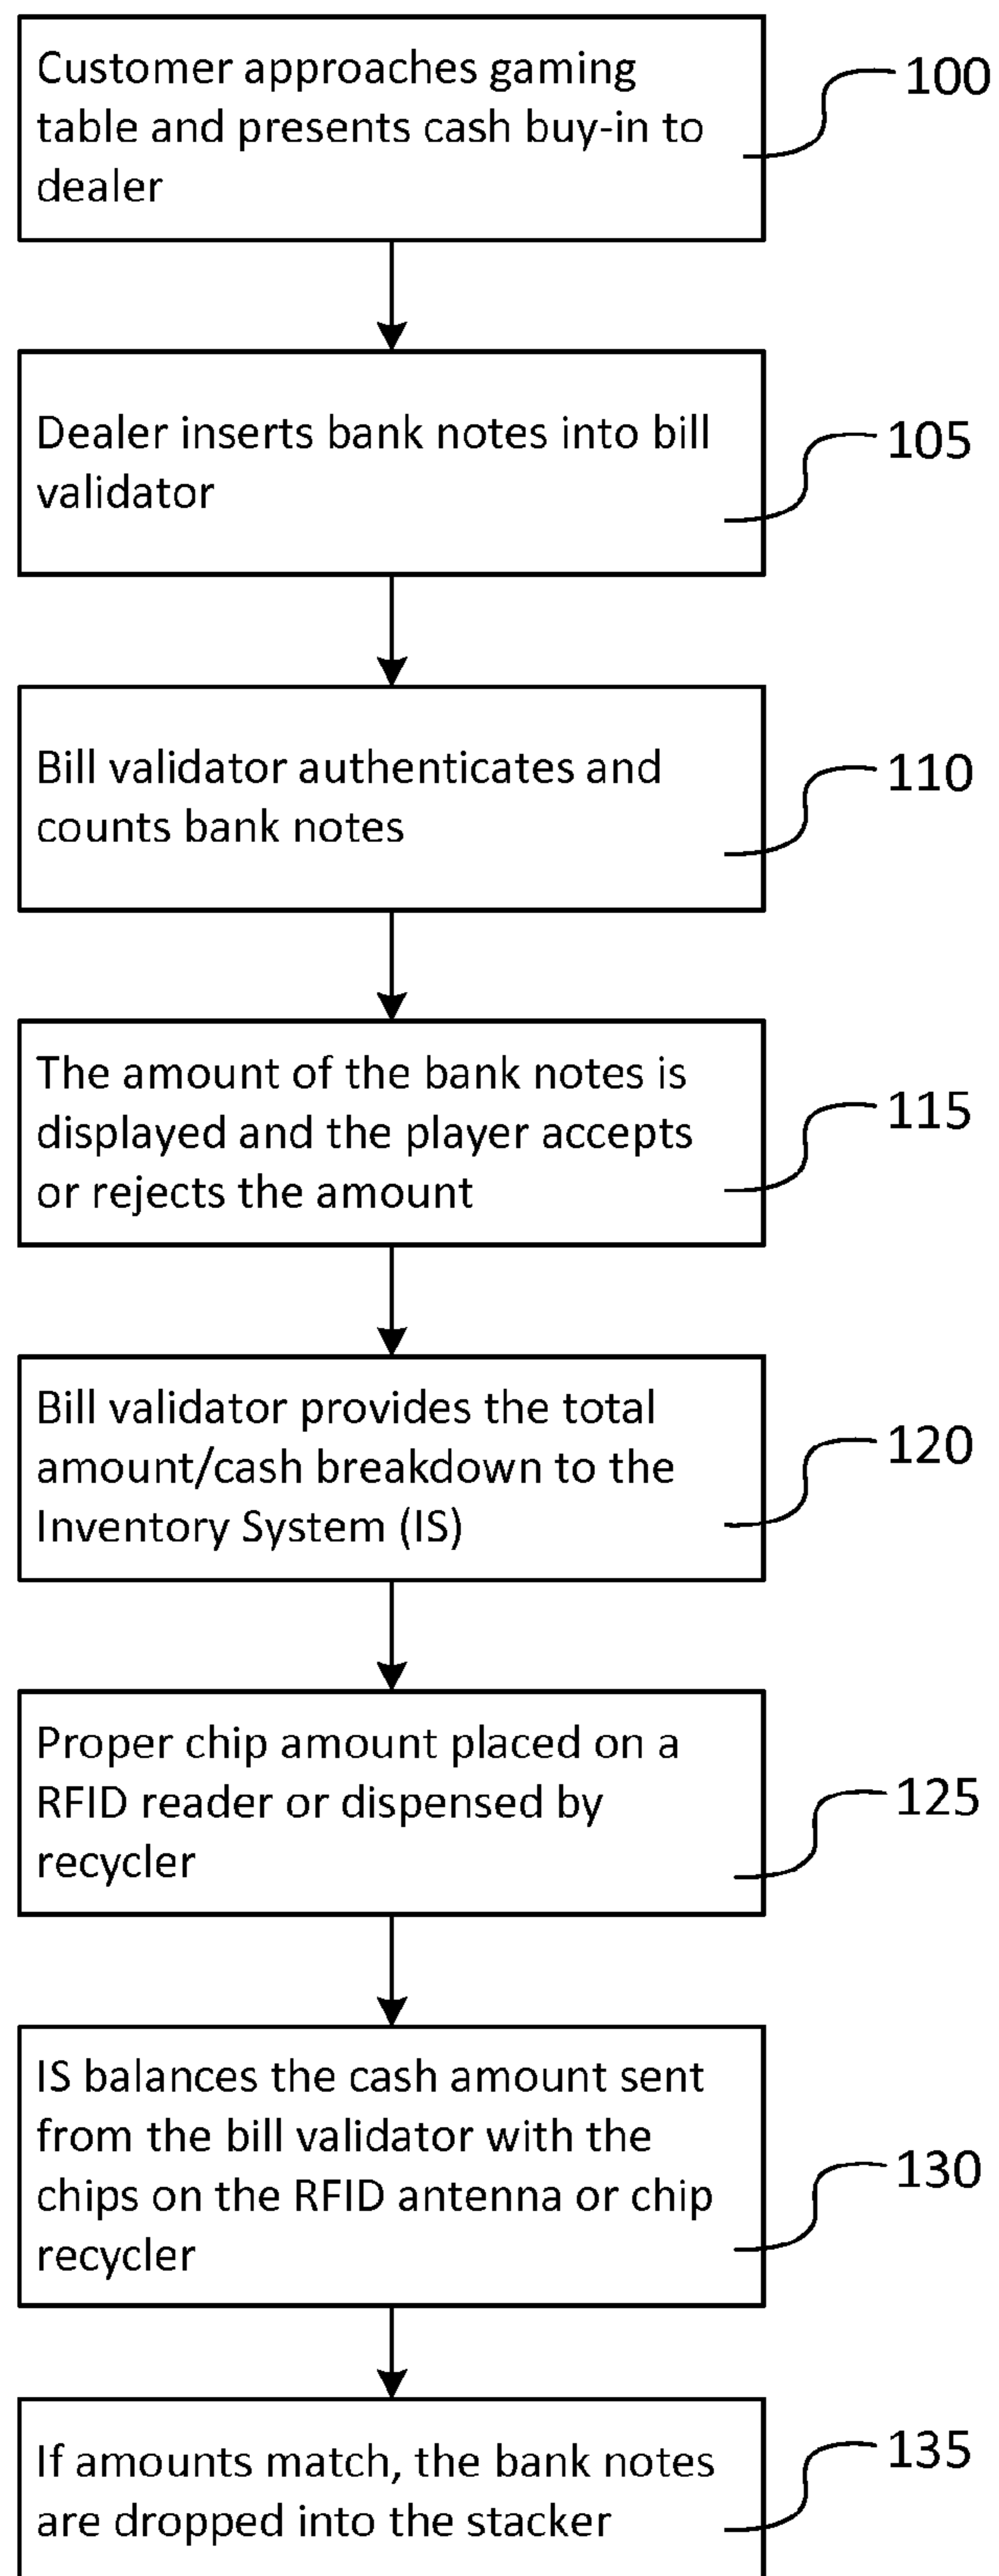 Customer approaches gaming
table and presents cash buy-in to
dealer
100
Dealer inserts bank notes into bill
validator
105
Bill validator authenticates and
counts bank notes
110
The amount of the bank notes is
displayed and the player accepts
or rejects the amount
115
Bill validator provides the total
amount/cash breakdown to the
Inventory System (IS)
120
Proper chip amount placed on a
RFID reader or dispensed by
recycler
125
IS balances the cash amount sent
from the bill validator with the
chips on the RFID antenna or chip
recycler
130
If amounts match, the bank notes
are dropped into the stacker
135